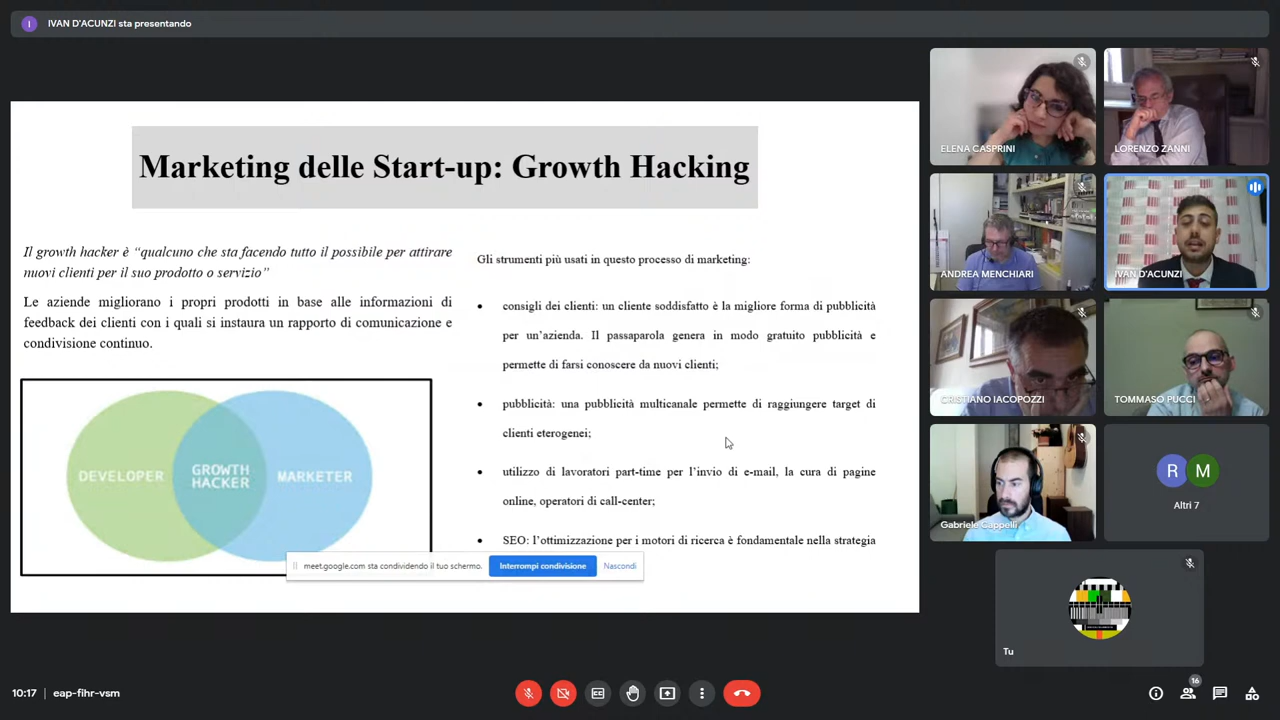 I
IVAN D'ACUNZI sta presentando
Marketing delle Start-up: Growth Hacking
Il growth hacker è “qualcuno che sta facendo tutto il possibile per attirare
nuovi clienti per il suo prodotto o servizio”
Le aziende migliorano i propri prodotti in base alle informazioni di
feedback dei clienti con i quali si instaura un rapporto di comunicazione e
condivisione continuo.
DEVELOPER
GROWTH
HACKER
MARKETER
Gli strumenti più usati in questo processo di marketing:
• consigli dei clienti: un cliente soddisfatto è la migliore forma di pubblicità
per un’azienda. Il passaparola genera in modo gratuito pubblicità e
permette di farsi conoscere da nuovi clienti;
• pubblicità: una pubblicità multicanale permette di raggiungere target di
clienti eterogenei;
• utilizzo di lavoratori part-time per l’invio di e-mail, la cura di pagine
online, operatori di call-center;
• SEO: l’ottimizzazione per i motori di ricerca è fondamentale nella strategia
meet.google.com sta condividendo il tuo schermo.
Interrompi condivisione
Nascondi
ELENA CASPRINI
LORENZO ZANNI
ANDREA MENCHIARI
IVAN D'ACUNZI
CRISTIANO IACOPOZZI
TOMMASO PUCCI
Gabriele Cappelli
R
M
Altri 7
Tu
10:17 | eap-fihr-vsm
16